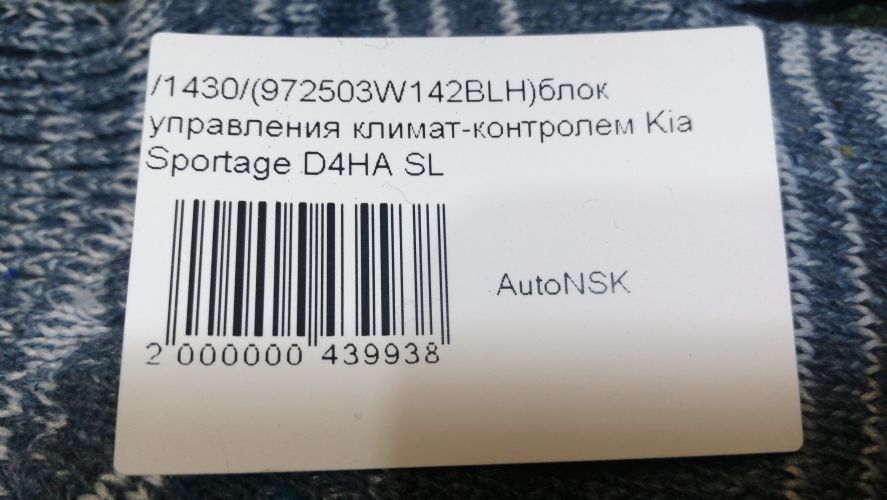 /1430/(972503W142BLH)блок
управления климат-контролем Kia
Sportage D4HA SL
AutoNSK
2 000000 439938